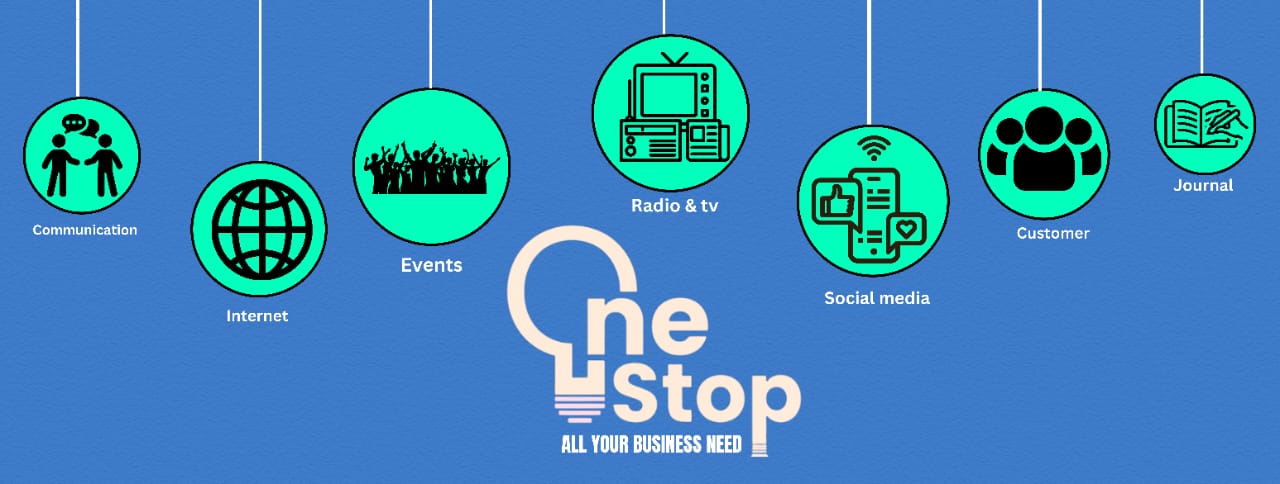 Communication
Internet
Events
Radio & tv
Social media
Customer
Journal
One
Stop
ALL YOUR BUSINESS NEED